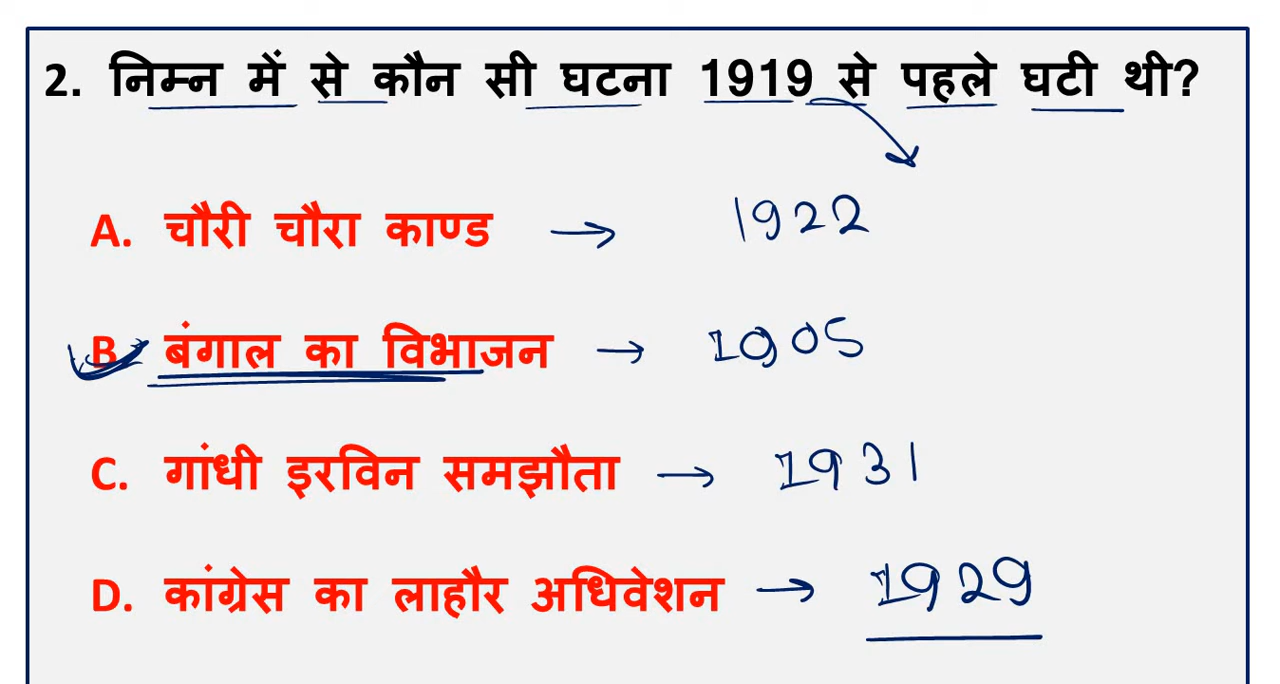 2. निम्न में से कौन सी घटना 1919 से पहले घटी थी?
A. चौरी चौरा काण्ड → 1922
B बंगाल का विभाजन → 1905
C. गांधी इरविन समझौता → 1931
D. कांग्रेस का लाहौर अधिवेशन → 1929